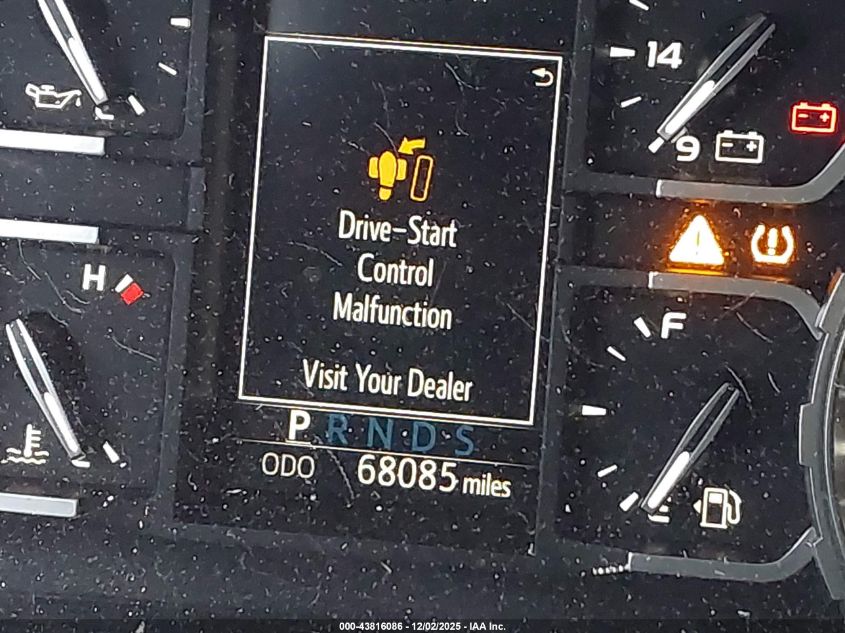 14
9
H
Drive-Start
Control
Malfunction
Visit Your Dealer
F
P R N D S
ODO 68085 miles
E
000-43816086 - 12/02/2025 - IAA Inc.